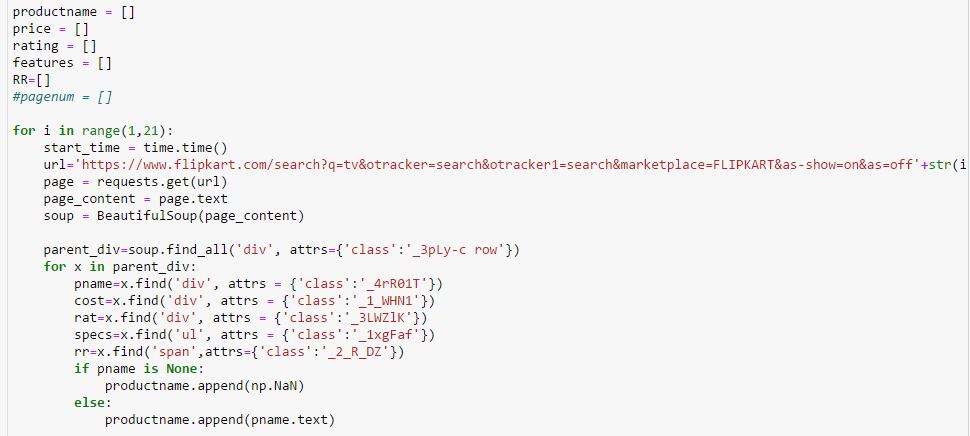 productname = []
price = []
rating = []
features = []
RR=[]
#pagenum = []
for i in range(1,21):
    start_time = time.time()
    url='https://www.flipkart.com/search?q=tv&otracker=search&otracker1=search&marketplace=FLIPKART&as-show=on&as=off'+str(i
    page = requests.get(url)
    page_content = page.text
    soup = BeautifulSoup(page_content)
    parent_div=soup.find_all('div', attrs={'class':'_3pLy-c row'})
    for x in parent_div:
        pname=x.find('div', attrs = {'class':'_4rR01T'})
        cost=x.find('div', attrs = {'class':'_1_WHN1'})
        rat=x.find('div', attrs = {'class':'_3LWZlK'})
        specs=x.find('ul', attrs = {'class':'_1xgFaf'})
        rr=x.find('span',attrs={'class':'_2_R_DZ'})
        if pname is None:
            productname.append(np.NaN)
        else:
            productname.append(pname.text)